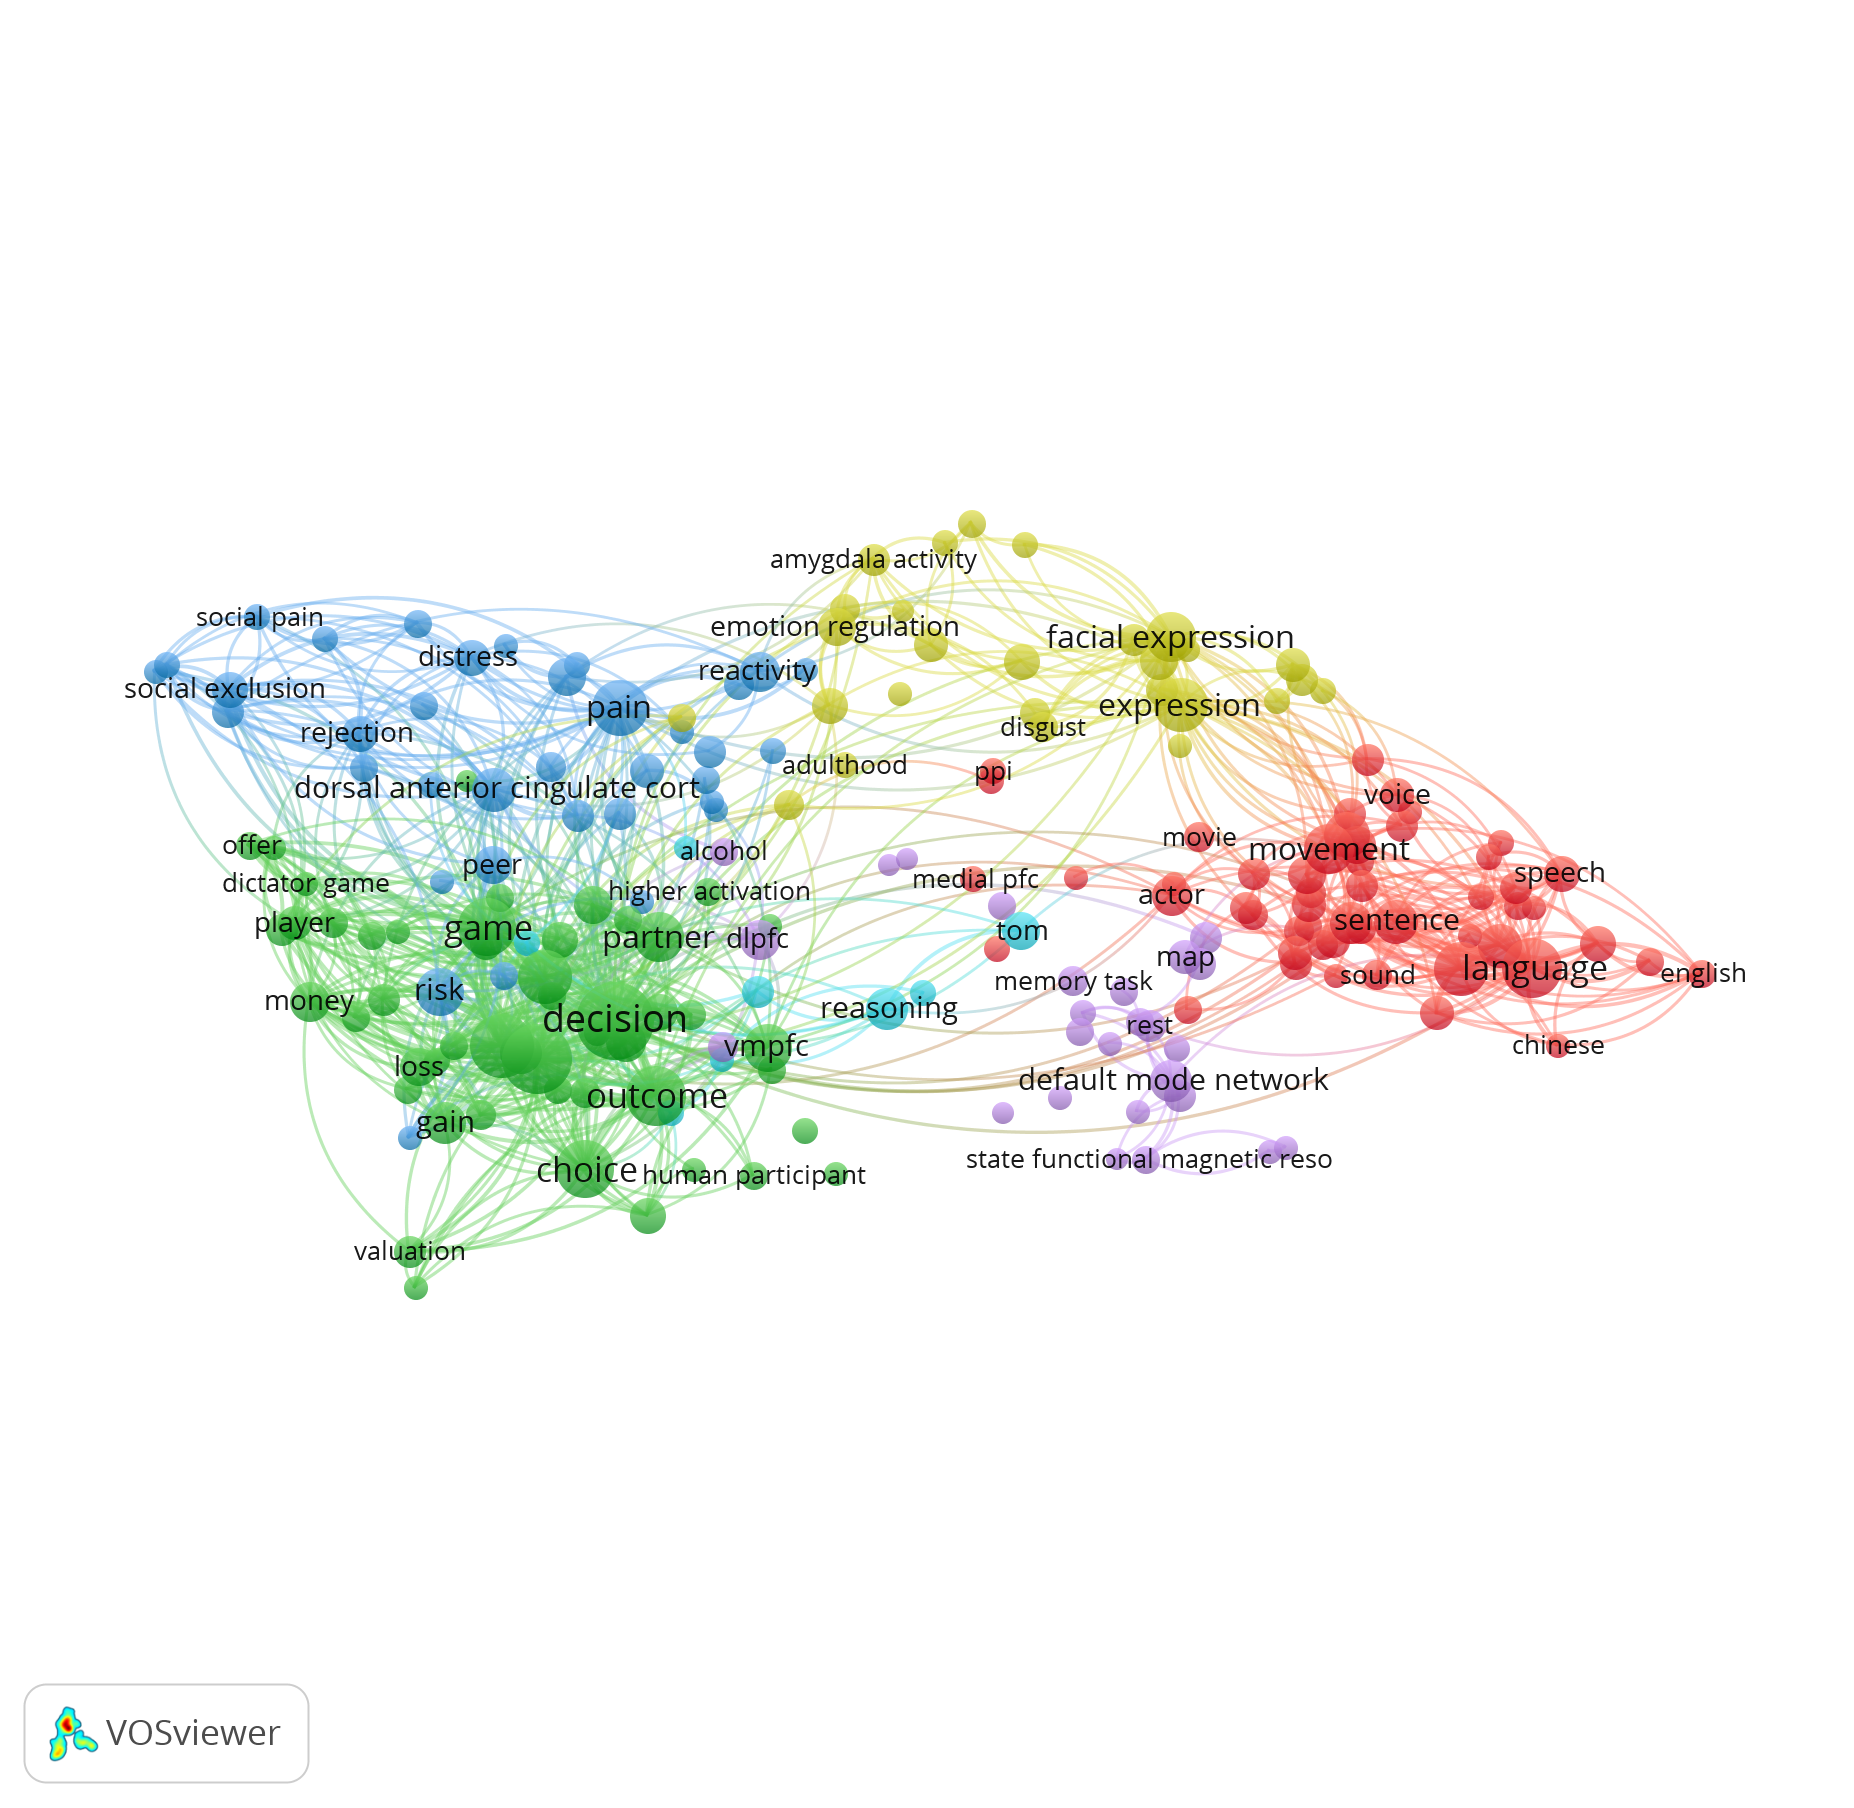 amygdala activity
social pain
emotion regulation
facial expression
distress
reactivity
social exclusion
pain
expression
disgust
rejection
adulthood
ppi
dorsal anterior cingulate cort
voice
movie
offer
alcohol
movement
peer
speech
dictator game
higher activation
medial pfc
actor
player
game
partner
dlpfc
tom
sentence
map
language
sound
english
memory task
risk
money
reasoning
decision
rest
vmpfc
chinese
loss
default mode network
outcome
gain
choice
human participant
state functional magnetic reso
valuation
VOSviewer